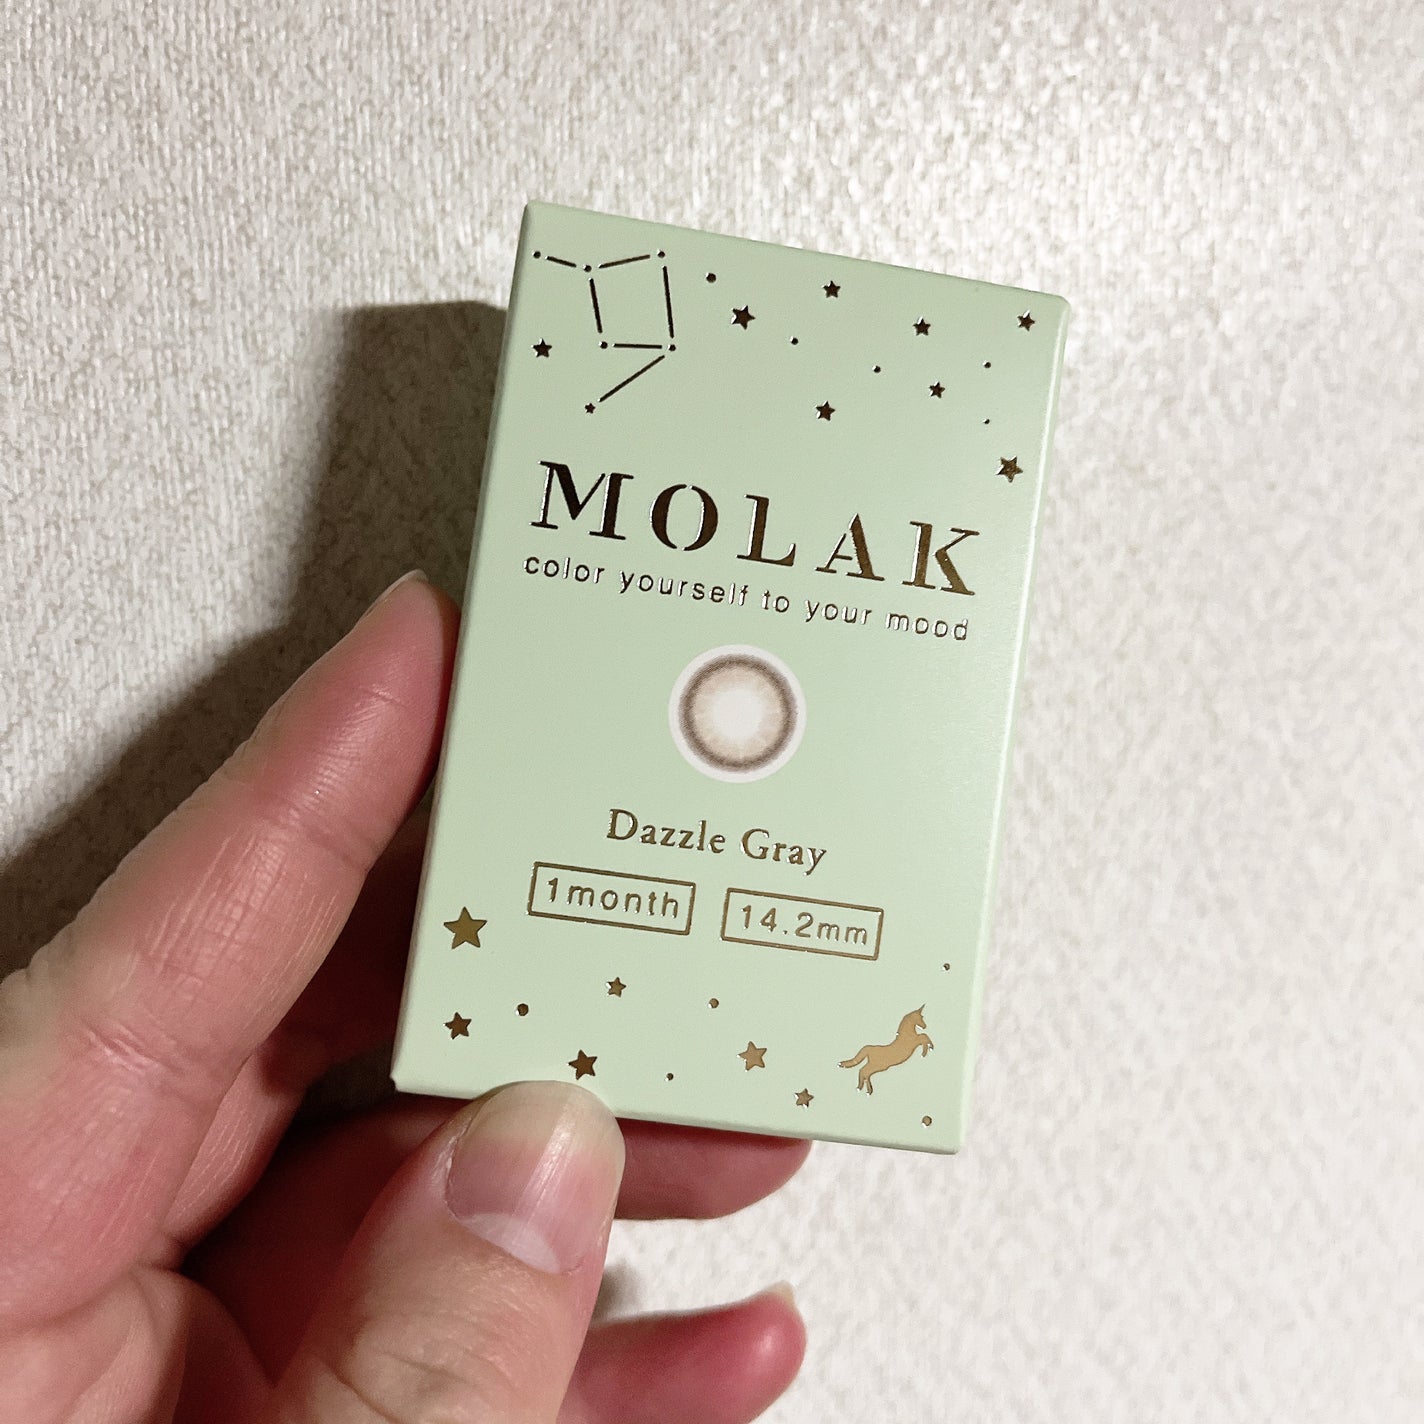 MOLAK
color yourself to your mood
Dazzle Gray
1month 14.2mm